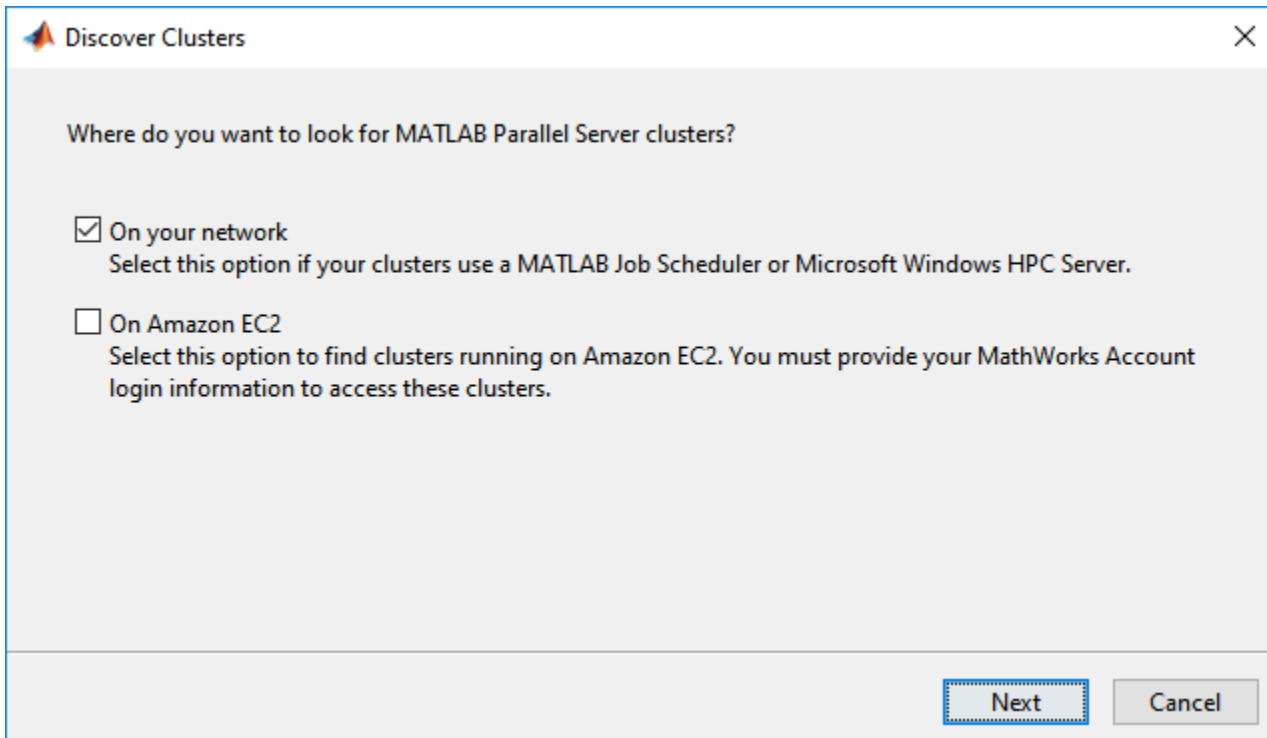 Discover Clusters
Where do you want to look for MATLAB Parallel Server clusters?
On your network
Select this option if your clusters use a MATLAB Job Scheduler or Microsoft Windows HPC Server.
On Amazon EC2
Select this option to find clusters running on Amazon EC2. You must provide your MathWorks Account
login information to access these clusters.
Next
Cancel